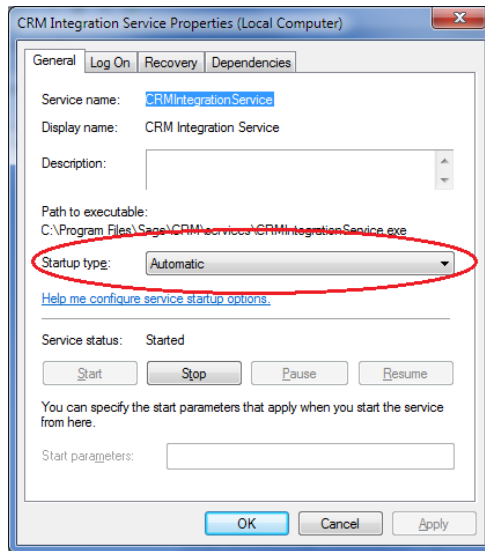 CRM Integration Service Properties (Local Computer)
General Log On Recovery Dependencies
Service name: CRMIntegrationService
Display name: CRM Integration Service
Description:
Path to executable:
C:\Program Files\Sage\CRM\services\CRMIntegrationService.exe
Startup type: Automatic
Help me configure service startup options.
Service status: Started
Start Stop Pause Resume
You can specify the start parameters that apply when you start the service
from here.
Start parameters:
OK Cancel Apply